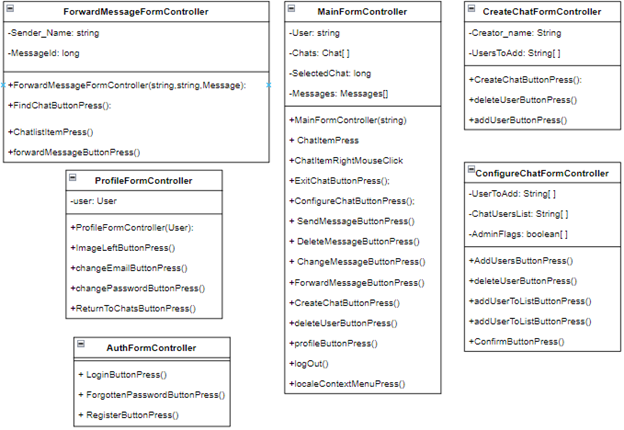 ForwardMessageFormController
-Sender_Name: string
-MessageId: long
+ForwardMessageFormController(string,string,Message):
+FindChatButtonPress():
+ChatlistItemPress()
+forwardMessageButtonPress()
ProfileFormController
-user: User
+ProfileFormController(User):
+ImageLeftButtonPress()
+changeEmailButtonPress()
+changePasswordButtonPress()
+ReturnToChatsButtonPress()
AuthFormController
+ LoginButtonPress()
+ ForgottenPasswordButtonPress()
+ RegisterButtonPress()
MainFormController
-User: string
-Chats: Chat[ ]
-SelectedChat: long
-Messages: Messages[]
+MainFormController(string)
+ ChatItemPress
+ChatItemRightMouseClick
+ExitChatButtonPress();
+ConfigureChatButtonPress;
+ SendMessageButtonPress()
+ DeleteMessageButtonPress()
+ ChangeMessageButtonPress()
+ForwardMessageButtonPress()
+CreateChatButtonPress()
+deleteUserButtonPress()
+profileButtonPress()
+logOut()
+localeContextMenuPress()
CreateChatFormController
-Creator_name: String
-UsersToAdd: String[ ]
+CreateChatButtonPress():
+deleteUserButtonPress()
+addUserButtonPress()
ConfigureChatFormController
-UserToAdd: String[ ]
-ChatUsersList: String[ ]
-AdminFlags: boolean[ ]
+AddUsersButtonPress()
+deleteUserButtonPress()
+addUserToListButtonPress()
+addUserToListButtonPress()
+ConfirmButtonPress()